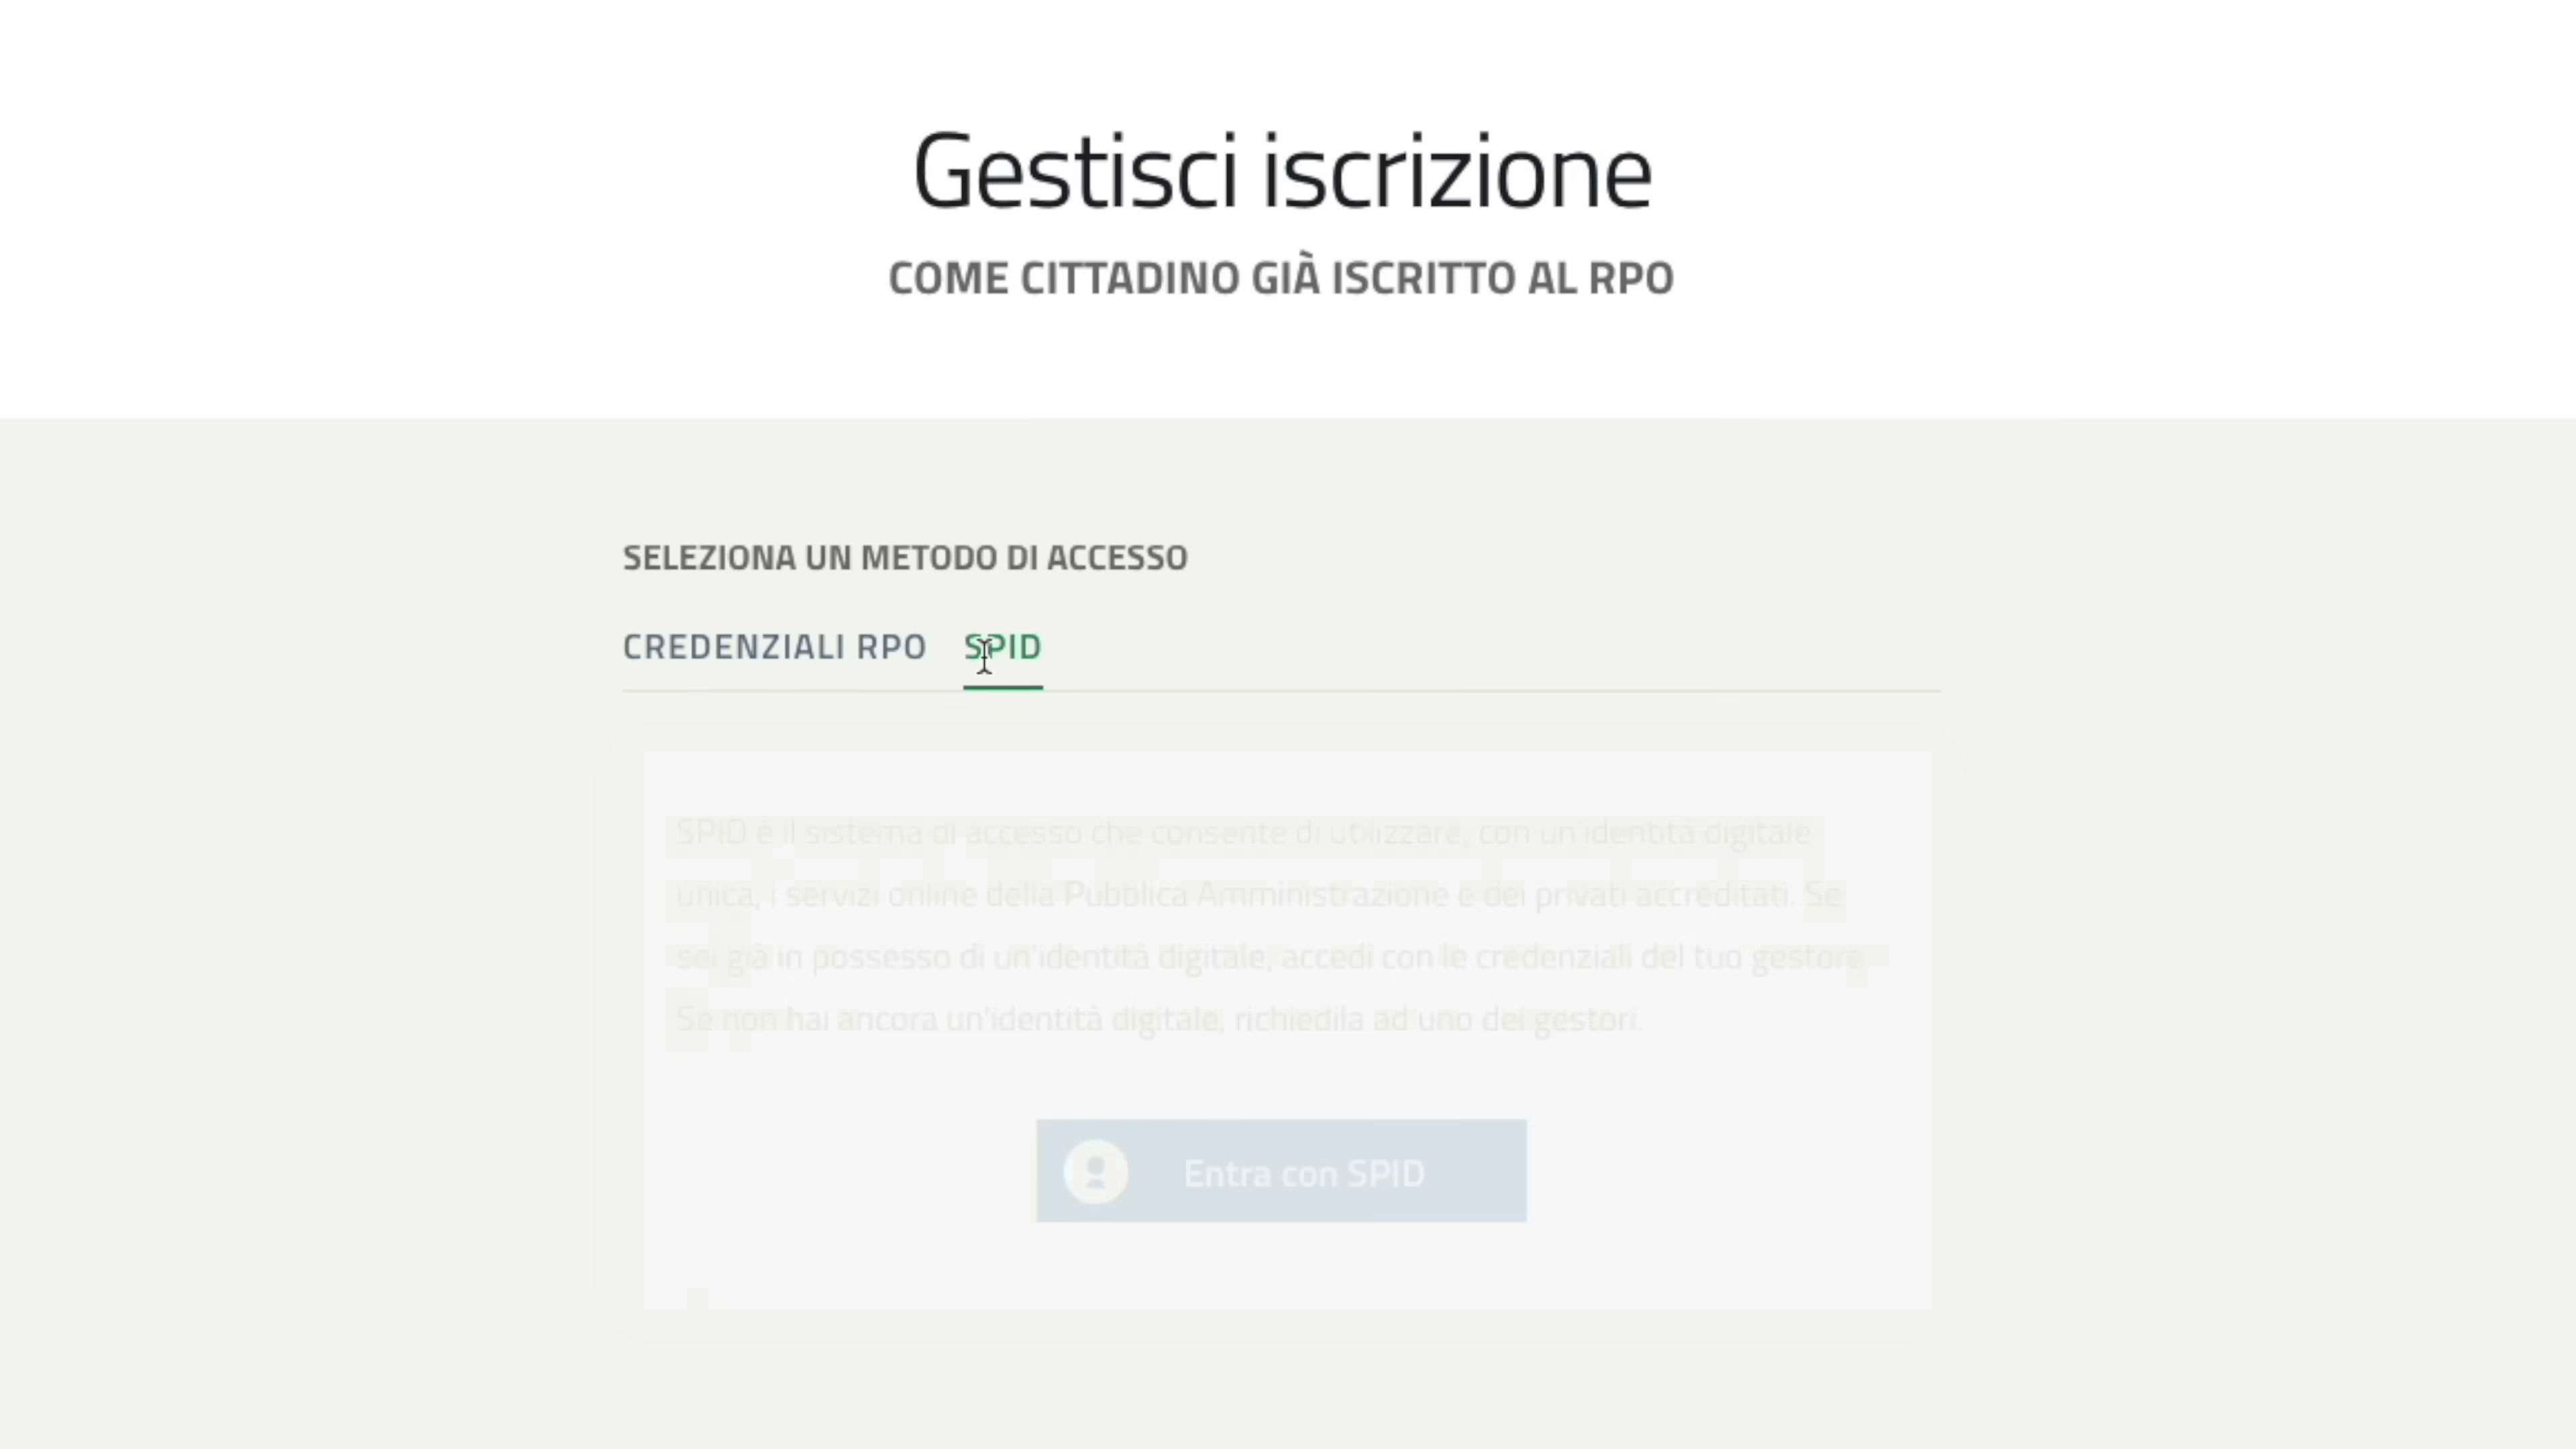 Gestisci iscrizione
COME CITTADINO GIÀ ISCRITTO AL RPO
SELEZIONA UN METODO DI ACCESSO
CREDENZIALI RPO SPID
SPID è il sistema di accesso che consente di utilizzare, con un'identità digitale
unica, i servizi online della Pubblica Amministrazione e dei privati accreditati. Se
sei già in possesso di un'identità digitale, accedi con le credenziali del tuo gestore.
Se non hai ancora un'identità digitale, richiedila ad uno dei gestori.
Entra con SPID